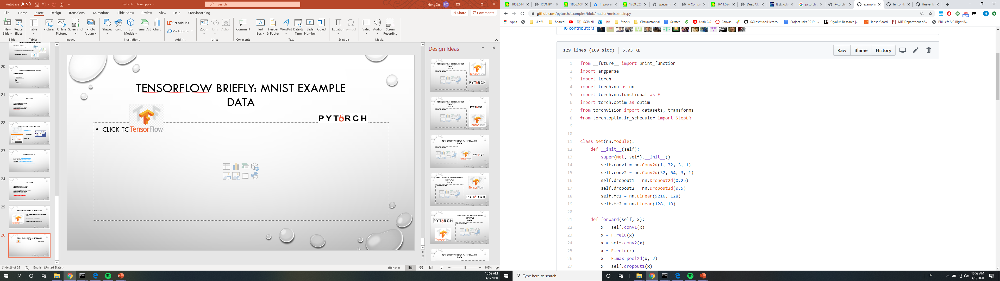 AutoSave Off
Pytorch Tutorial.pptx
Search
Hong Xu HX
File Home Insert Design Transitions Animations Slide Show Review View Help Storyboarding
Share Comments
New Slide
Reuse Slides
Table
Pictures
Online Pictures
Screenshot
Photo Album
Shapes
Icons
3D Models
SmartArt
Chart
Get Add-ins
My Add-ins
Zoom
Link
Action
Comment
Text Box
Header & Footer
WordArt
Date & Time
Slide Number
Object
Equation
Symbol
Video
Audio
Screen Recording
Slides Tables Images Illustrations Add-ins Links Comments Text Symbols Media
20
PYTORCH IDEAL PROJECT STRUCTURE
21
STRUCTURE
22
OTHER RESOURCES: VISUALIZATION
23
OTHER RESOURCES
24
STRUCTURE
25
TENSORFLOW BRIEFLY: MNIST EXAMPLE
26
TENSORFLOW BRIEFLY: MNIST EXAMPLE
DATA
TENSORFLOW BRIEFLY: MNIST EXAMPLE
DATA
TensorFlow
PYTORCH
• CLICK TO
Design Ideas
TENSORFLOW BRIEFLY: MNIST
EXAMPLE
DATA
TensorFlow
PYTORCH
TENSORFLOW BRIEFLY: MNIST
EXAMPLE
DATA
PYTORCH
TensorFlow
TENSORFLOW BRIEFLY: MNIST EXAMPLE
DATA
TensorFlow
PYTORCH
TENSORFLOW BRIEFLY: MNIST
EXAMPLE
DATA
TensorFlow
PYTORCH
TENSORFLOW BRIEFLY: MNIST
EXAMPLE
DATA
PYTORCH
TensorFlow
TENSORFLOW BRIEFLY: MNIST EXAMPLE
DATA
Slide 26 of 26
English (United States)
Notes
105%
10:52 AM
4/9/2020
1803.014
ICONIP1
1806.100
Improve
1709.025
Special_I
A Comp
1611.026
Deep Cl
IEEE Xplo
pytorch
Pytorch_
example
TensorFl
Heavenly
github.com/pytorch/examples/blob/master/mnist/main.py
NEW
H
Apps
U of U
Shared
SCIMail
Stocks
Circumstantial
Scratch
Utah CIS
Canvas
SCIInstitute/Hierarc...
Project links 2019 -...
CryoEM Research |...
TensorBoard
MIT Department of...
PRI Left AIC Right B...
16 contributors
129 lines (109 sloc) 5.03 KB
Raw Blame History
1 from __future__ import print_function
2 import argparse
3 import torch
4 import torch.nn as nn
5 import torch.nn.functional as F
6 import torch.optim as optim
7 from torchvision import datasets, transforms
8 from torch.optim.lr_scheduler import StepLR
9
10
11 class Net(nn.Module):
12 def __init__(self):
13 super(Net, self).__init__()
14 self.conv1 = nn.Conv2d(1, 32, 3, 1)
15 self.conv2 = nn.Conv2d(32, 64, 3, 1)
16 self.dropout1 = nn.Dropout2d(0.25)
17 self.dropout2 = nn.Dropout2d(0.5)
18 self.fc1 = nn.Linear(9216, 128)
19 self.fc2 = nn.Linear(128, 10)
20
21 def forward(self, x):
22 x = self.conv1(x)
23 x = F.relu(x)
24 x = self.conv2(x)
25 x = F.relu(x)
26 x = F.max_pool2d(x, 2)
27 x = self.dropout1(x)
Type here to search
EN
10:52 AM
4/9/2020